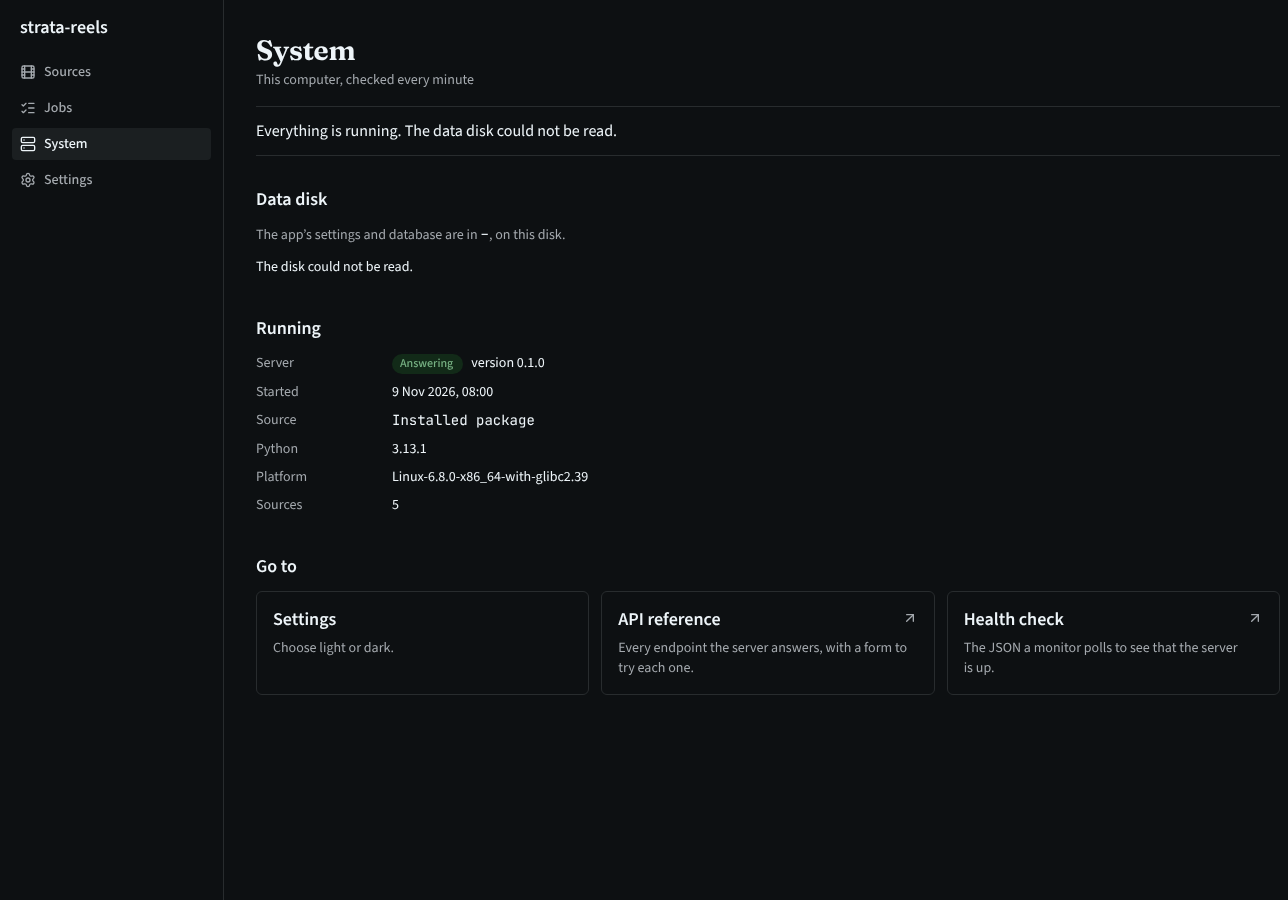 strata-reels
Sources
Jobs
System
Settings
System
This computer, checked every minute
Everything is running. The data disk could not be read.
Data disk
The app’s settings and database are in –, on this disk.
The disk could not be read.
Running
Server Answering version 0.1.0
Started 9 Nov 2026, 08:00
Source Installed package
Python 3.13.1
Platform Linux-6.8.0-x86_64-with-glibc2.39
Sources 5
Go to
Settings
Choose light or dark.
API reference
Every endpoint the server answers, with a form to
try each one.
Health check
The JSON a monitor polls to see that the server
is up.